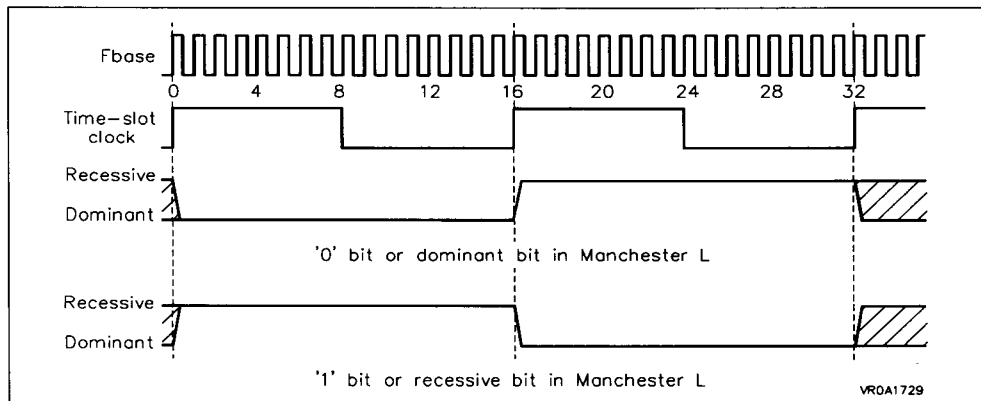 Fbase
0 4 8 12 16 20 24 28 32
Time-slot
clock
Recessive
Dominant
'0' bit or dominant bit in Manchester L
Recessive
Dominant
'1' bit or recessive bit in Manchester L
VR0A1729